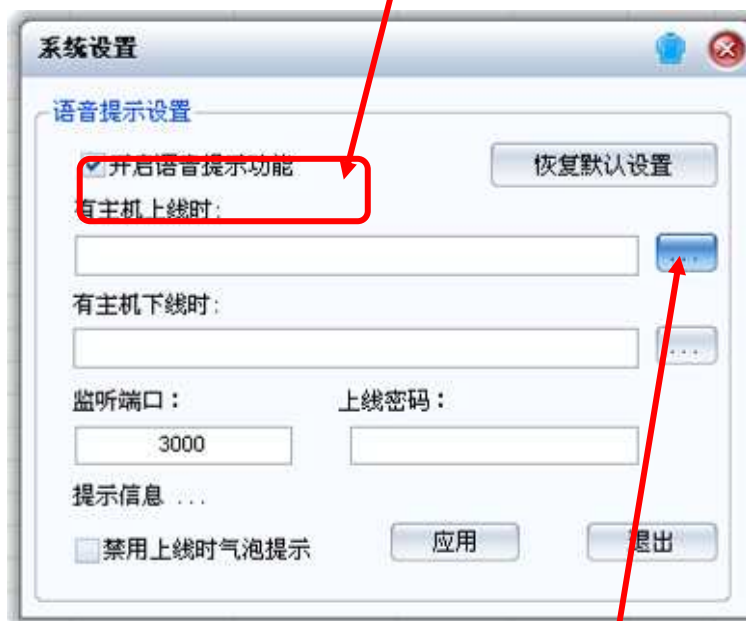 系统设置
语音提示设置
开启语音提示功能
恢复默认设置
有主机上线时:
...
有主机下线时:
...
监听端口：
上线密码：
3000
提示信息 ...
禁用上线时气泡提示
应用
退出